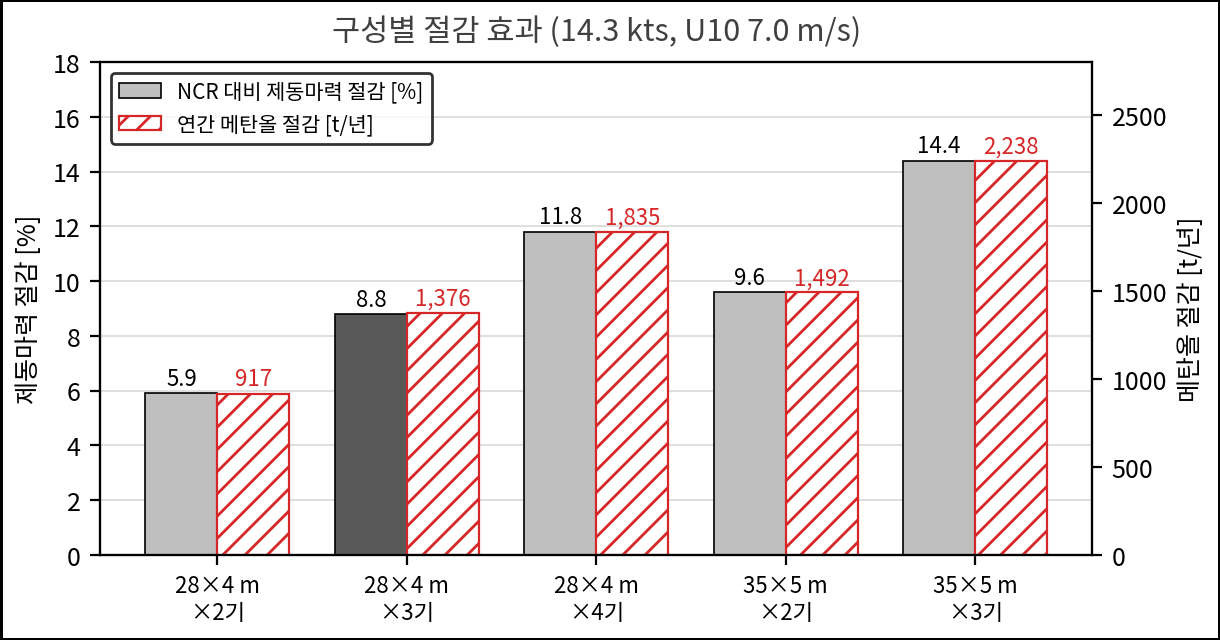 구성별 절감 효과 (14.3 kts, U10 7.0 m/s)
NCR 대비 제동마력 절감 [%]
연간 메탄올 절감 [t/년]
제동마력 절감 [%]
18
16
14
12
10
8
6
4
2
0
5.9
917
8.8
1,376
11.8
1,835
9.6
1,492
14.4
2,238
2500
2000
1500
1000
500
0
메탄올 절감 [t/년]
28×4 m
×2기
28×4 m
×3기
28×4 m
×4기
35×5 m
×2기
35×5 m
×3기